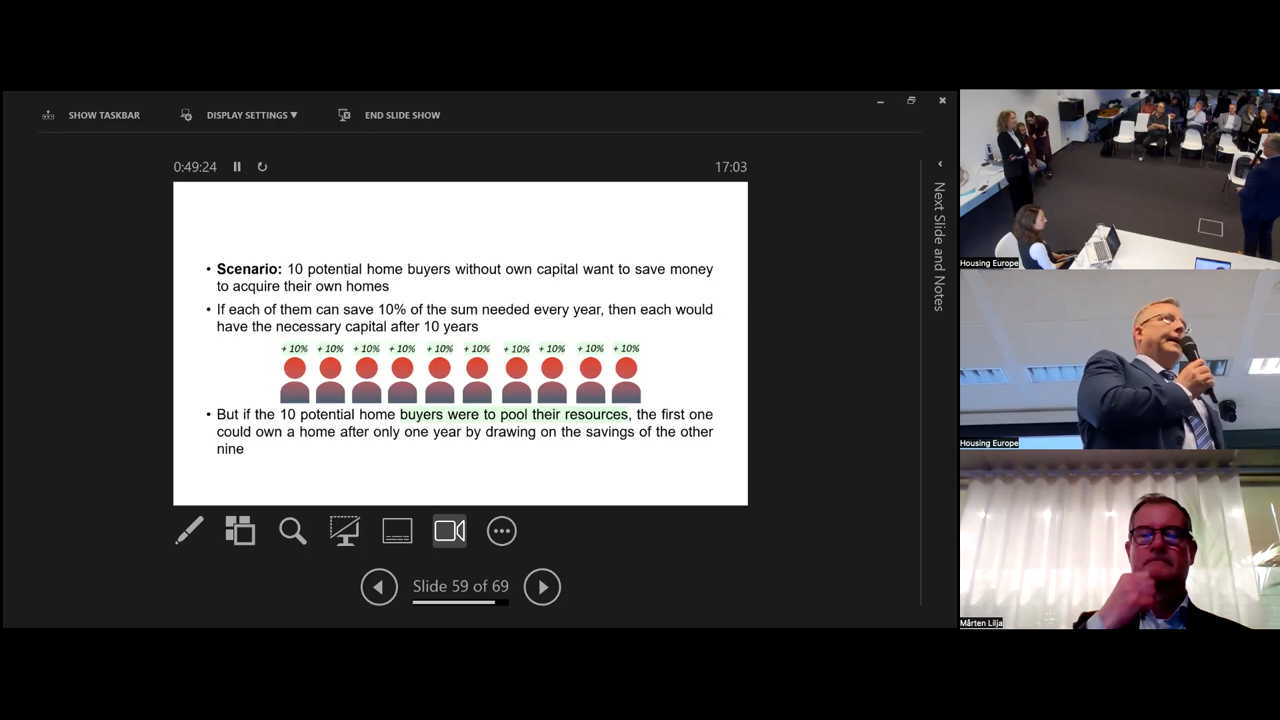 SHOW TASKBAR
DISPLAY SETTINGS ▼
END SLIDE SHOW
0:49:24
17:03
Next Slide and Notes
• Scenario: 10 potential home buyers without own capital want to save money
to acquire their own homes
• If each of them can save 10% of the sum needed every year, then each would
have the necessary capital after 10 years
+ 10% + 10% + 10% + 10% + 10% + 10% + 10% + 10% + 10% + 10%
• But if the 10 potential home buyers were to pool their resources, the first one
could own a home after only one year by drawing on the savings of the other
nine
Slide 59 of 69
Housing Europe
Housing Europe
Mårten Lilja